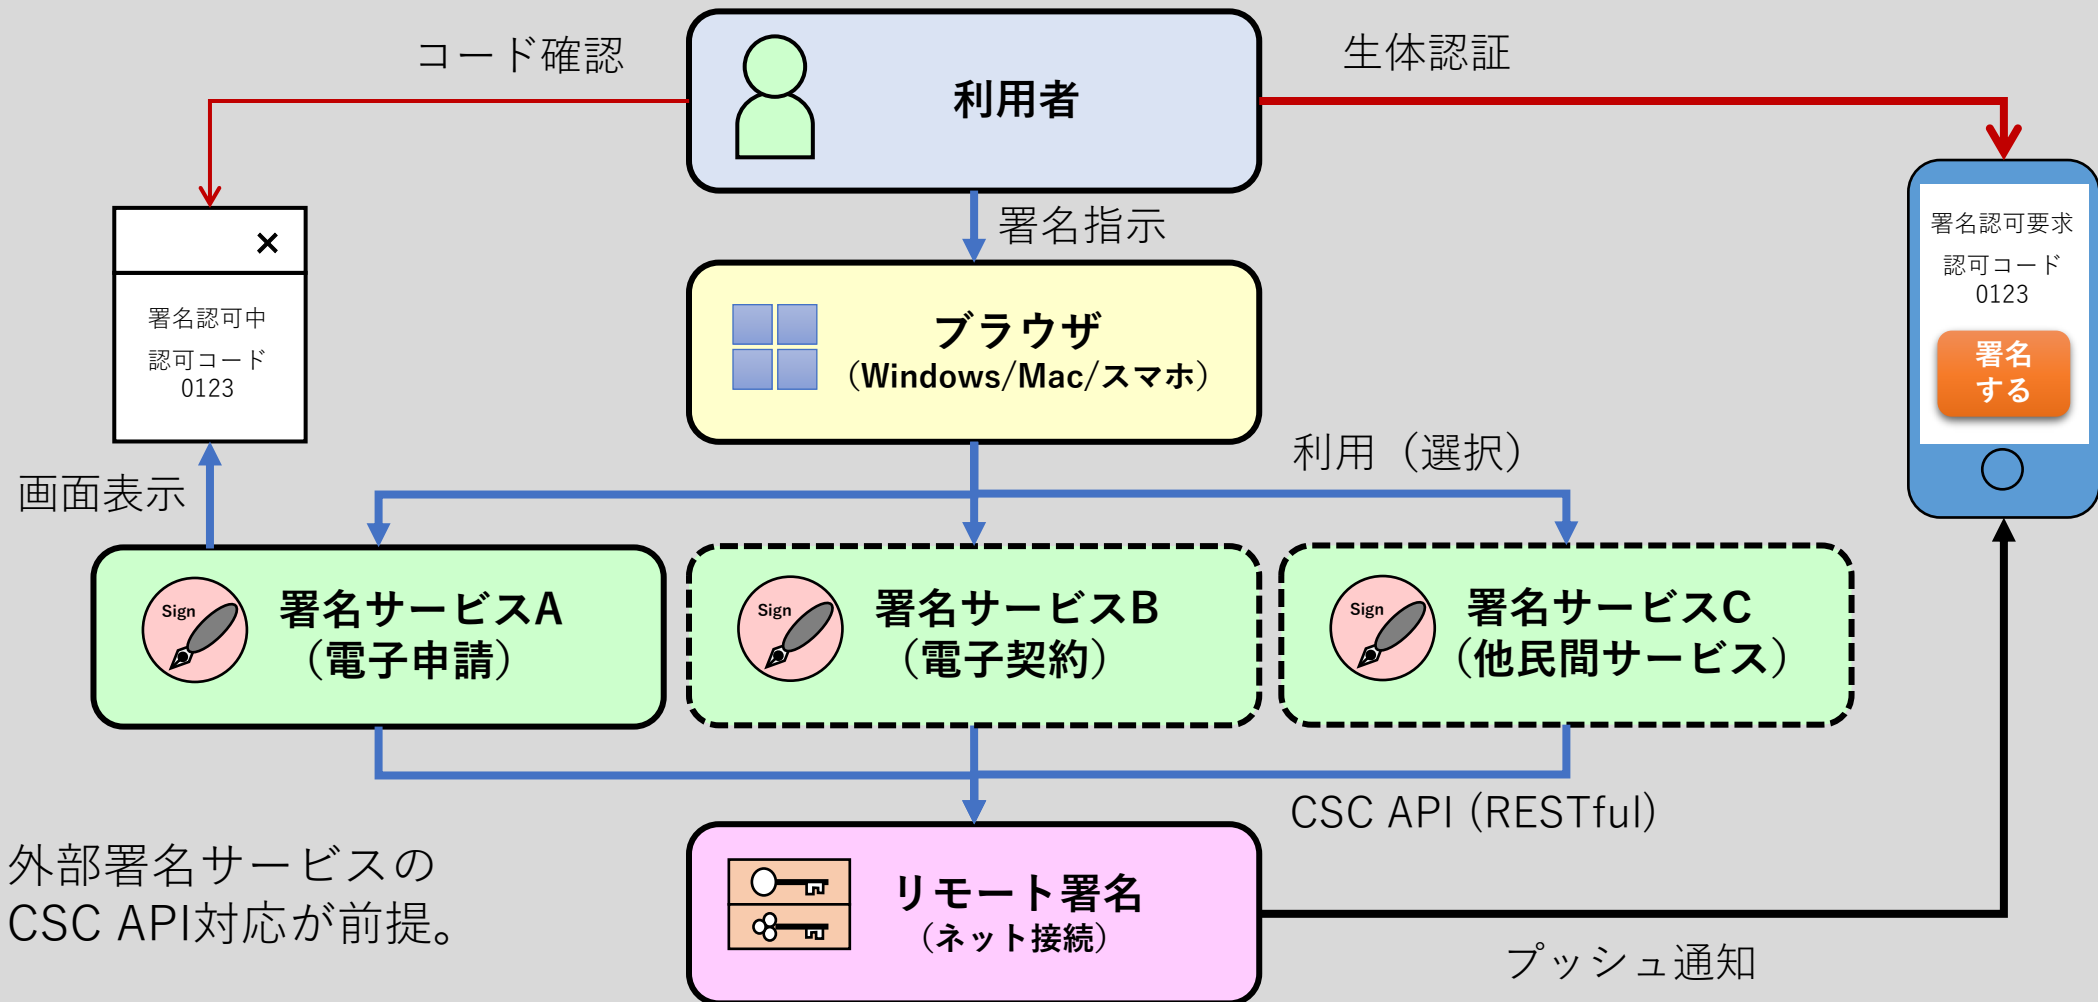 コード確認
利用者
生体認証
署名指示
×
署名認可中
認可コード
0123
ブラウザ
（Windows/Mac/スマホ）
署名認可要求
認可コード
0123
署名
する
画面表示
利用（選択）
Sign
署名サービスA
（電子申請）
Sign
署名サービスB
（電子契約）
Sign
署名サービスC
（他民間サービス）
CSC API (RESTful)
外部署名サービスの
CSC API対応が前提。
リモート署名
（ネット接続）
プッシュ通知